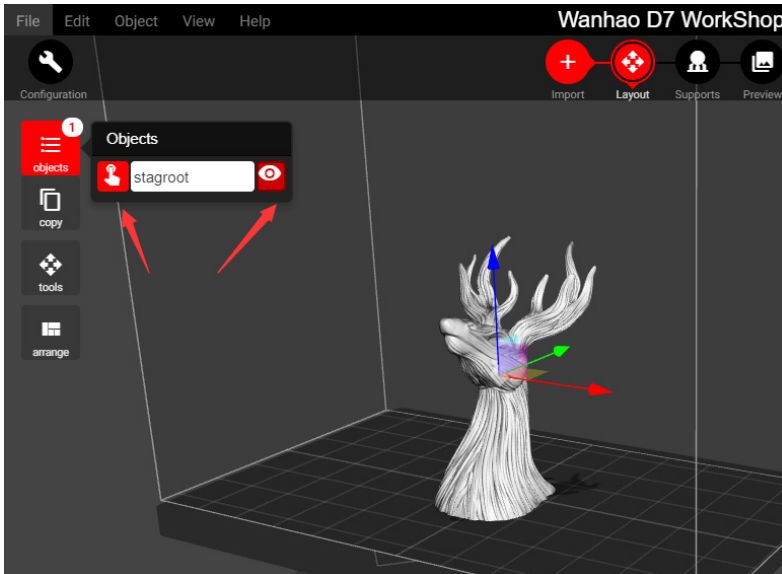 File Edit Object View Help Wanhao D7 WorkShop
Configuration Import Layout Supports Preview
1
objects
Objects
stagroot
copy
tools
arrange